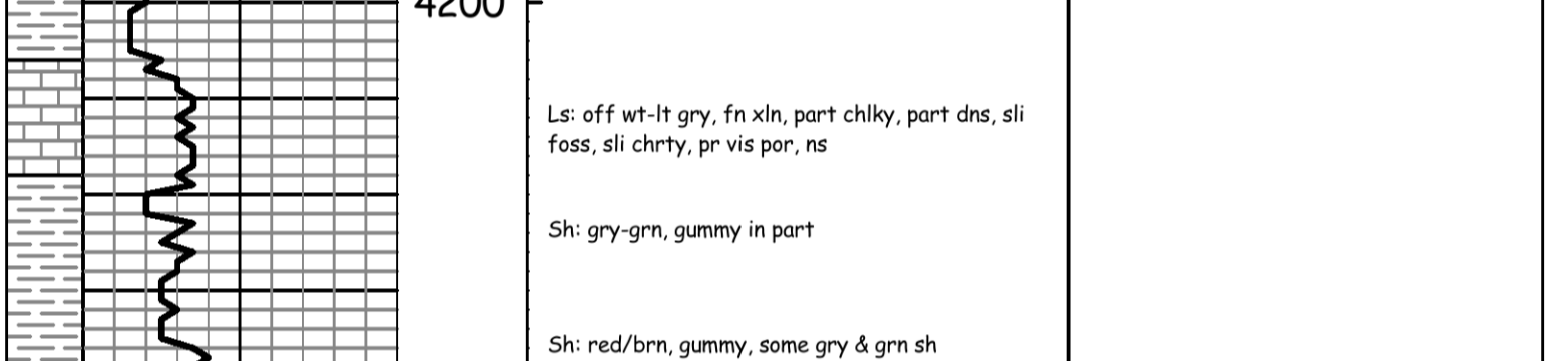 4200
Ls: off wt-lt gry, fn xln, part chlky, part dns, sli
foss, sli chrty, pr vis por, ns
Sh: gry-grn, gummy in part
Sh: red/brn, gummy, some gry & grn sh